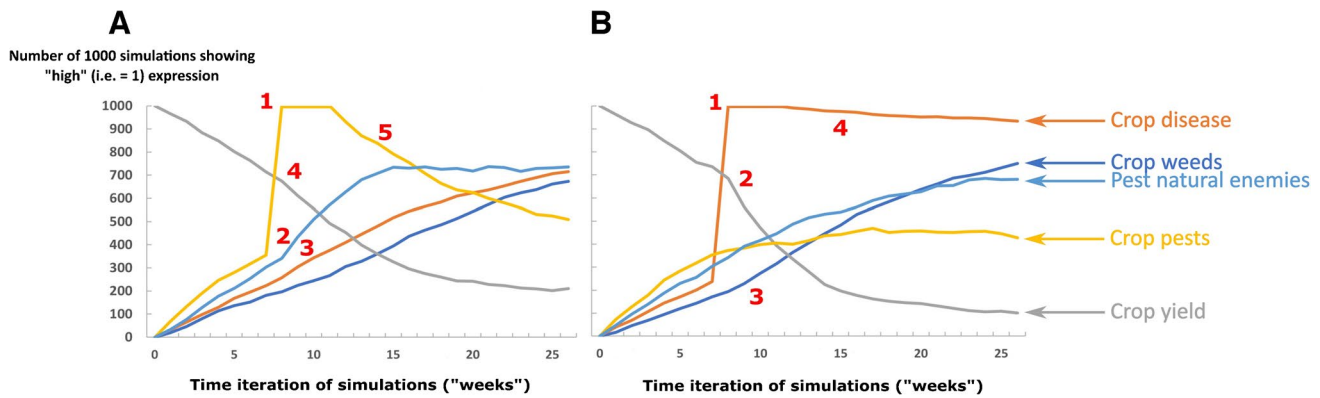 A
B
Number of 1000 simulations showing
"high" (i.e. = 1) expression
1000
900
800
700
600
500
400
300
200
100
0
1
5
4
2
3
0 5 10 15 20 25
Time iteration of simulations ("weeks")
1
4
2
3
0 5 10 15 20 25
Time iteration of simulations ("weeks")
Crop disease
Crop weeds
Pest natural enemies
Crop pests
Crop yield